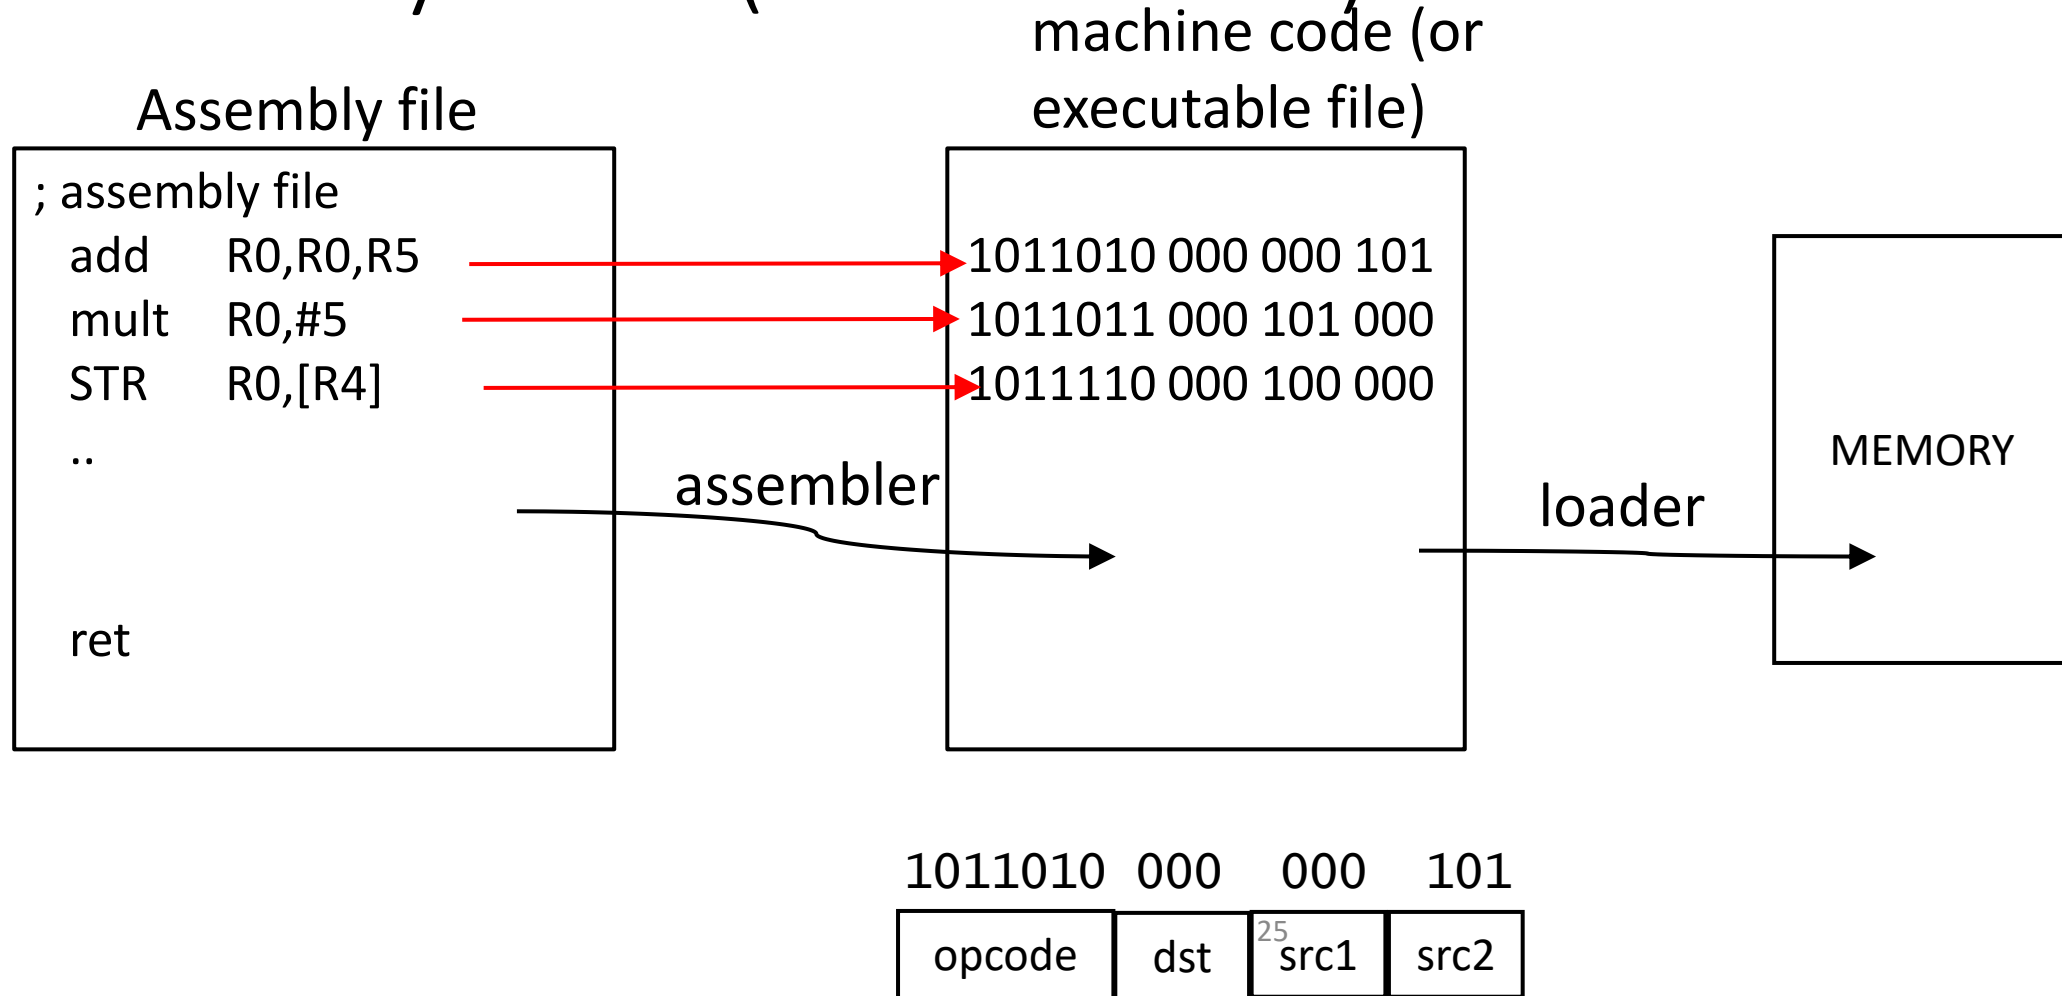 machine code (or
executable file)
Assembly file
; assembly file
add R0,R0,R5
mult R0,#5
STR R0,[R4]
..
ret
1011010 000 000 101
1011011 000 101 000
1011110 000 100 000
assembler
loader
MEMORY
1011010 000 000 101
opcode dst src1 src2
25